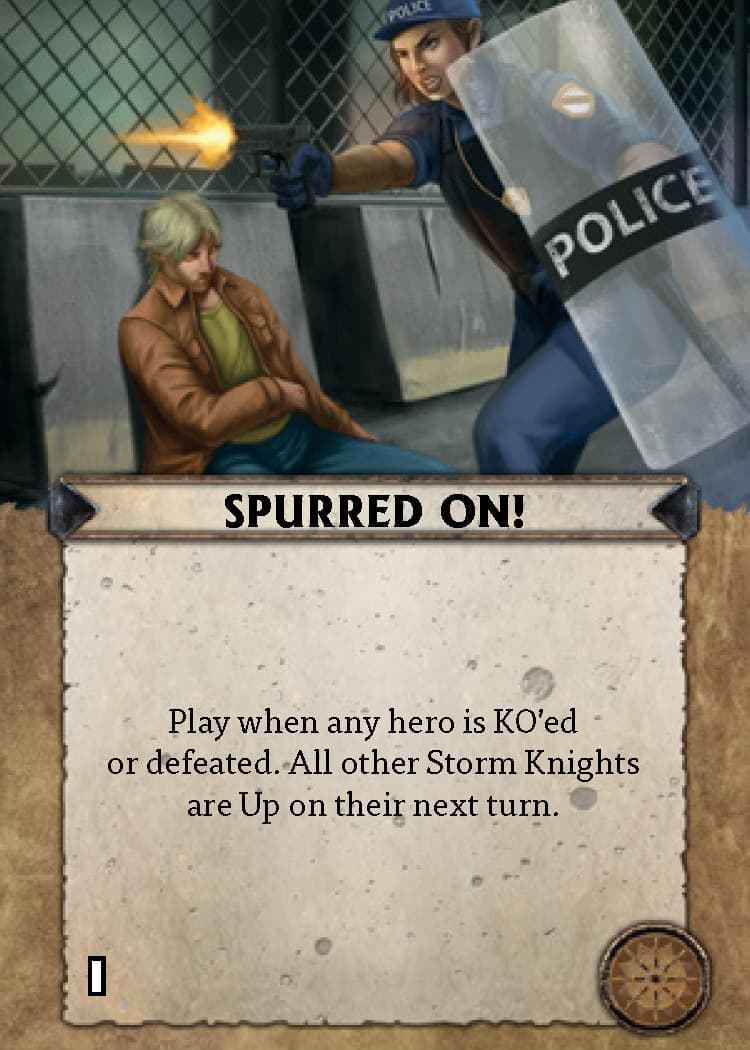 POLICE
POLICE
SPURRED ON!
Play when any hero is KO’ed
or defeated. All other Storm Knights
are Up on their next turn.